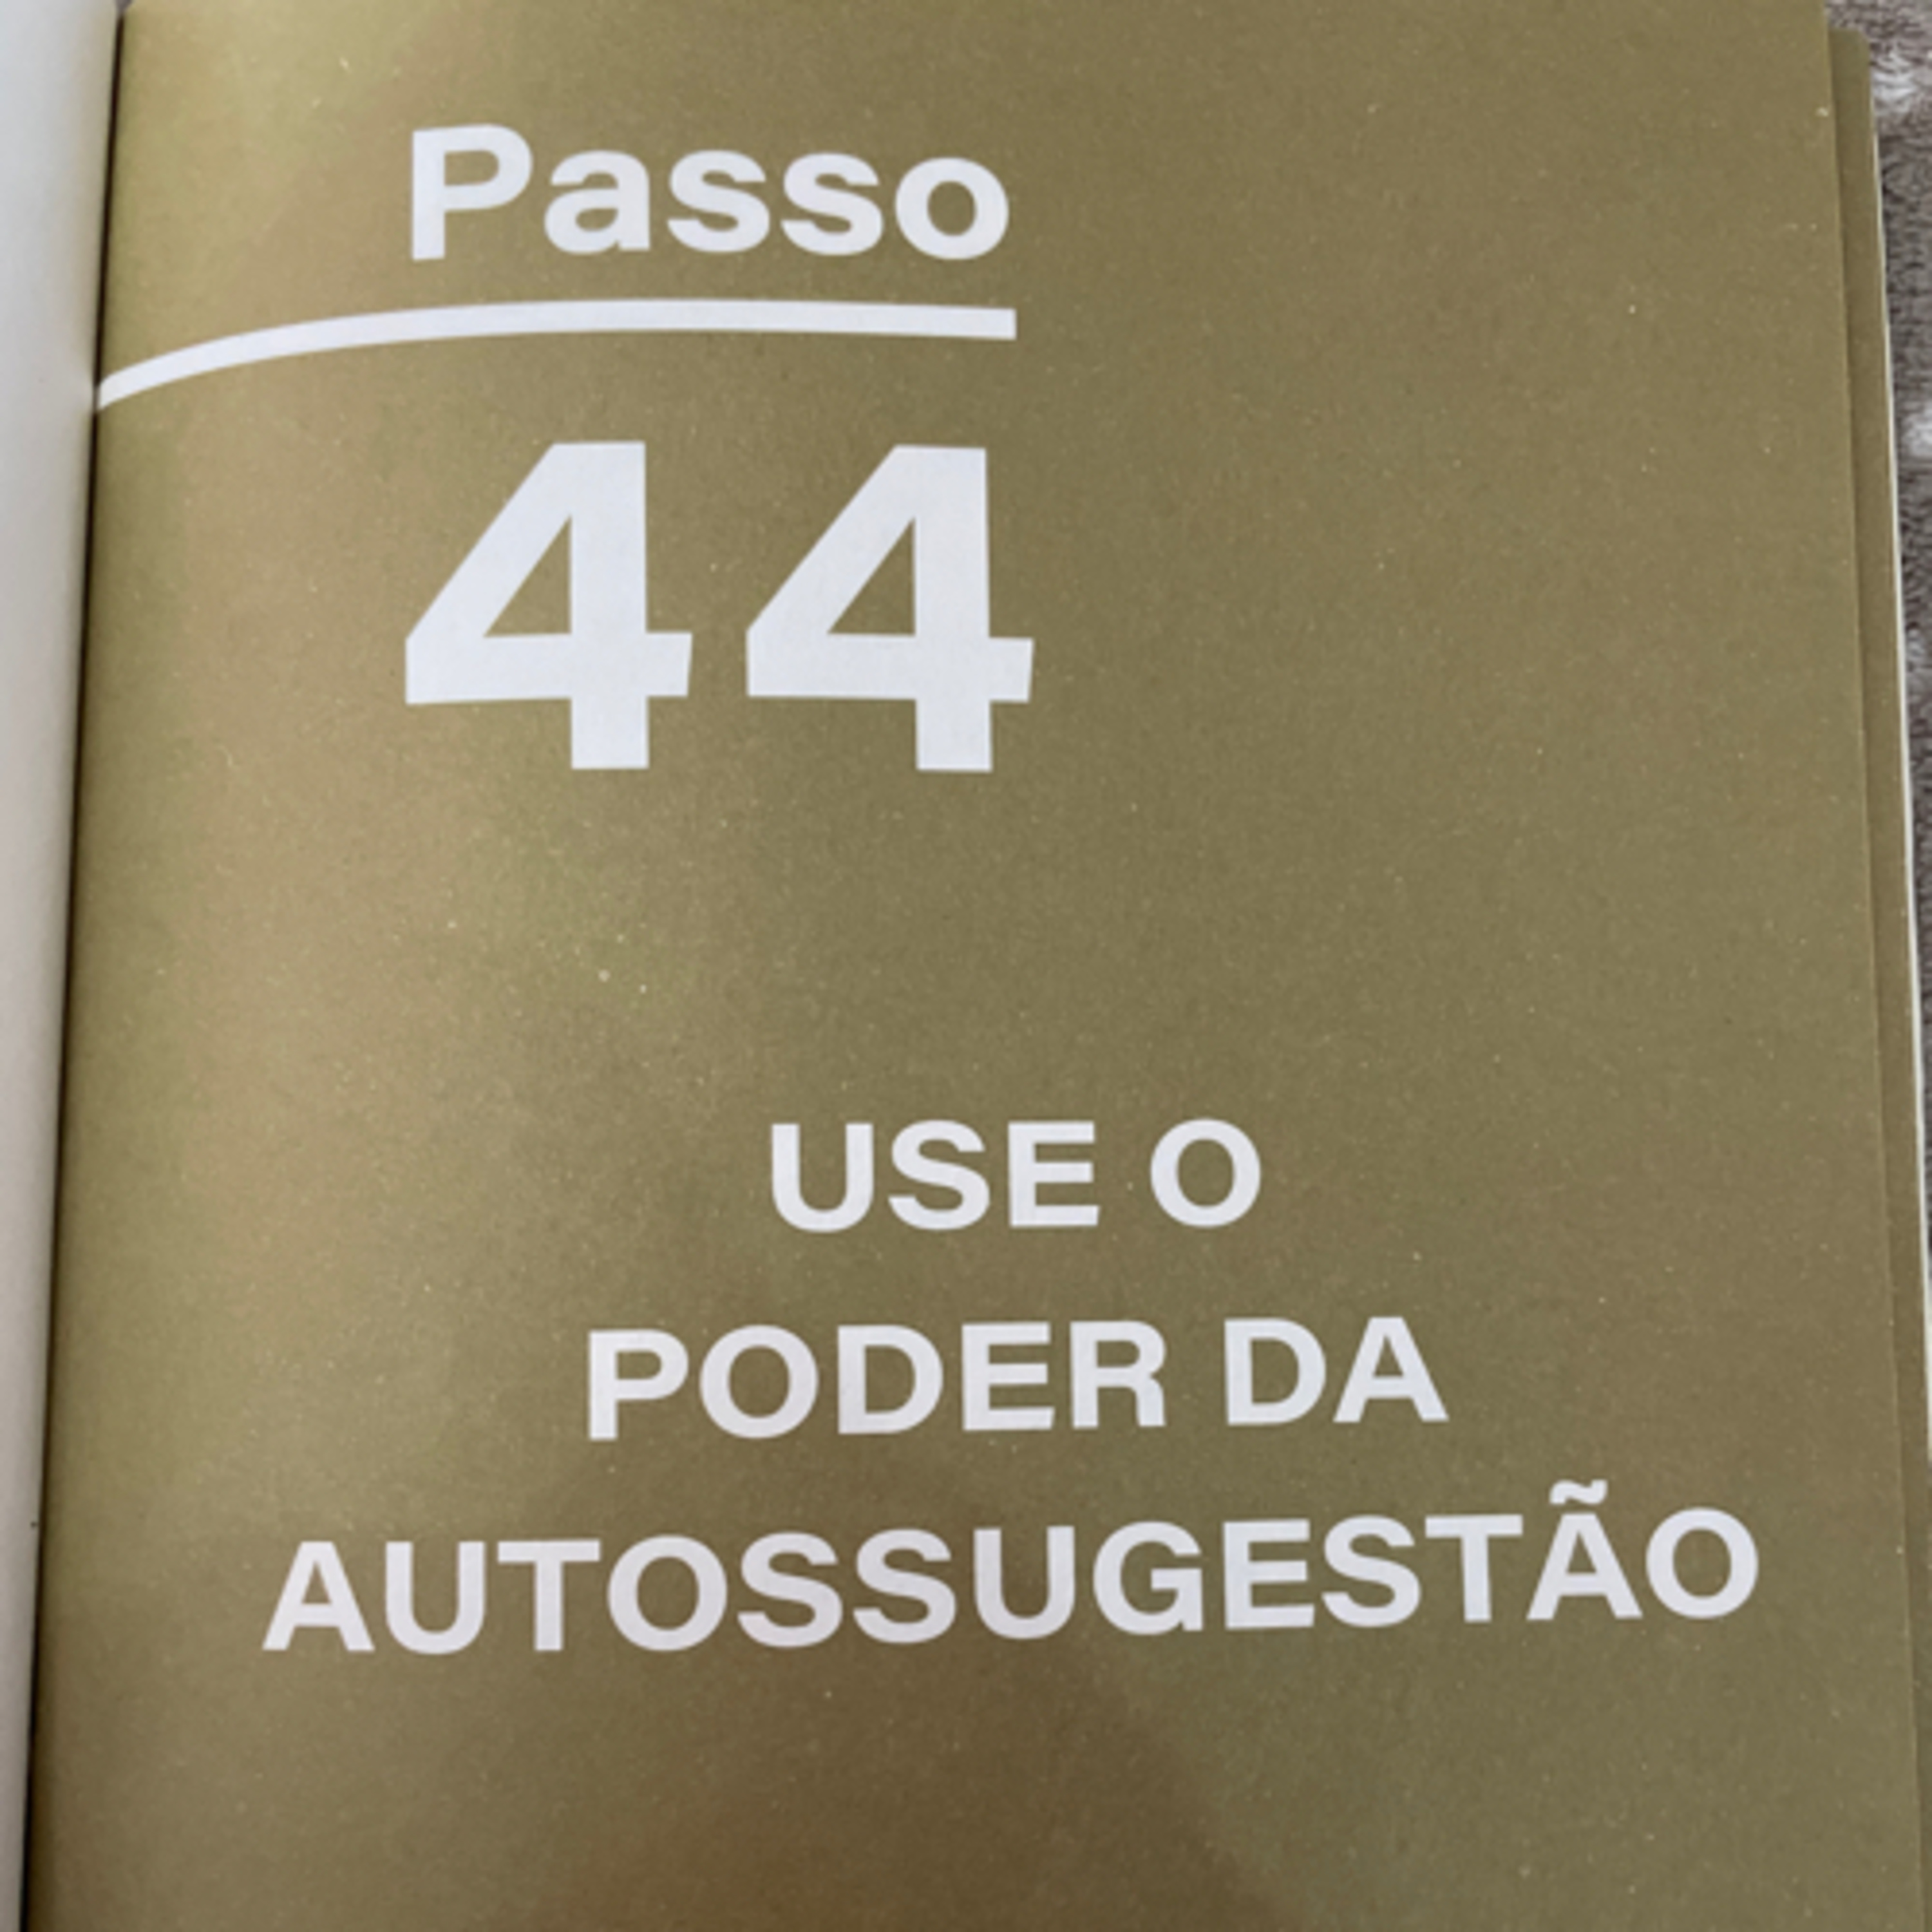 Passo
44
USE O
PODER DA
AUTOSSUGESTÃO